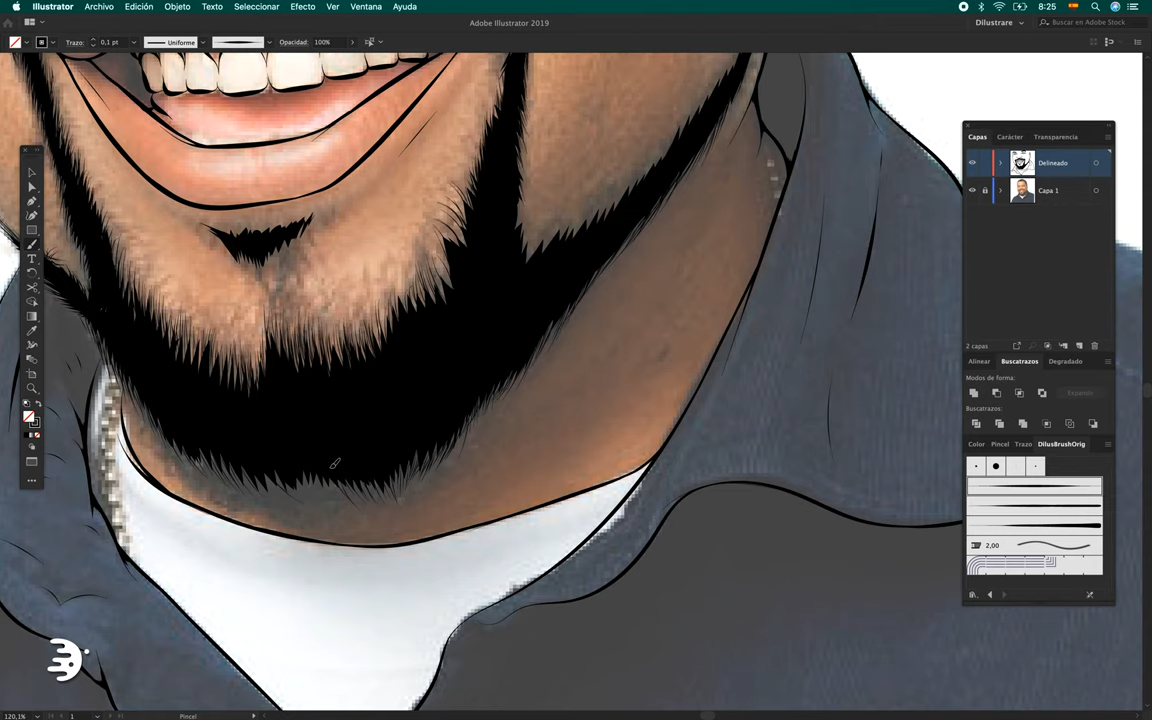 Illustrator Archivo Edición Objeto Texto Seleccionar Efecto Ver Ventana Ayuda 8:25
Adobe Illustrator 2019 Dilustrare Buscar en Adobe Stock
Trazo: 0,1 pt Uniforme Opacidad: 100%
Capas Carácter Transparencia
Delineado
Capa 1
2 capas
Alinear Buscatrazos Degradado
Modos de forma:
Expandir
Buscatrazos:
Color Pincel Trazo DilusBrushOrig
2,00
120,1% 1 Pincel